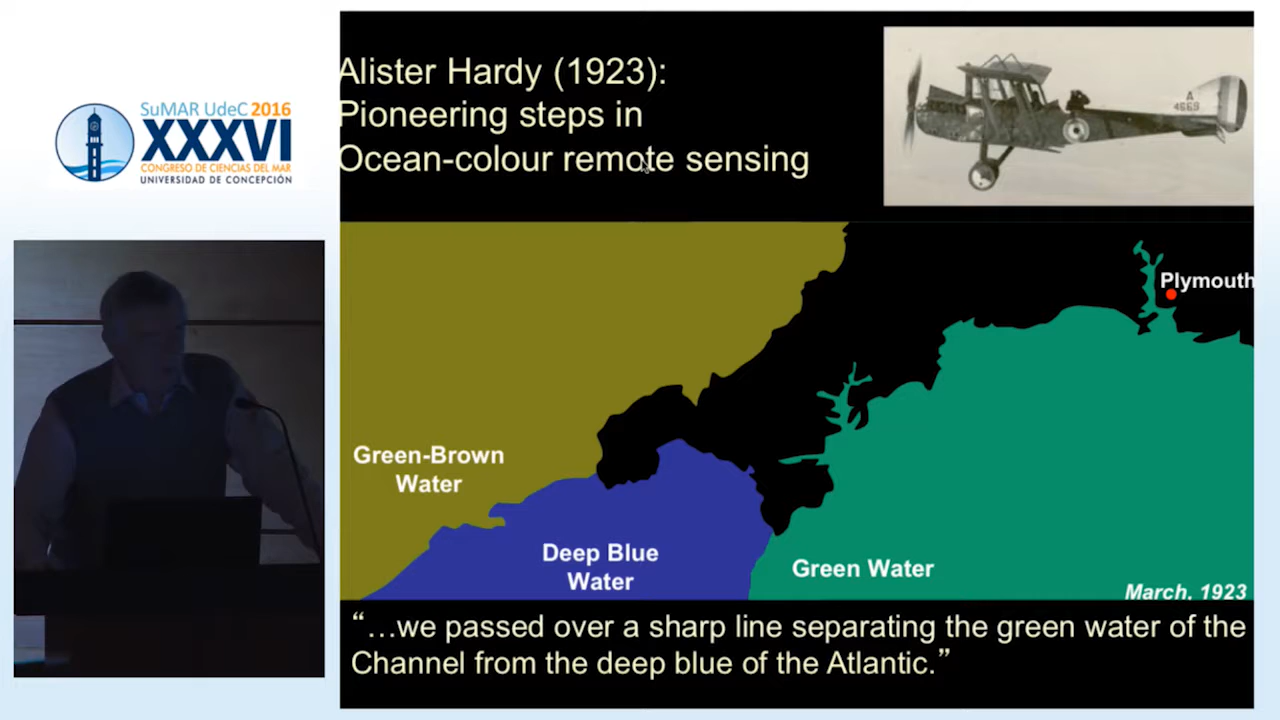 SuMAR UdeC 2016
XXXVI
CONGRESO DE CIENCIAS DEL MAR
UNIVERSIDAD DE CONCEPCIÓN
Alister Hardy (1923):
Pioneering steps in
Ocean-colour remote sensing
A
4669
Plymouth
Green-Brown
Water
Deep Blue
Water
Green Water
March, 1923
“…we passed over a sharp line separating the green water of the
Channel from the deep blue of the Atlantic.”